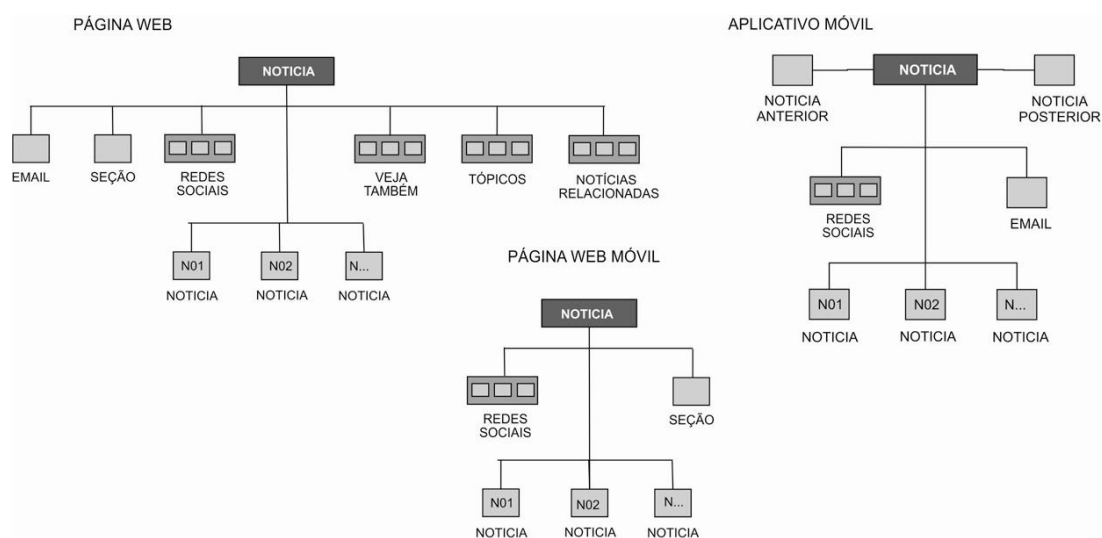 PÁGINA WEB
NOTICIA
EMAIL
SEÇÃO
REDES
SOCIAIS
VEJA
TAMBÉM
TÓPICOS
NOTÍCIAS
RELACIONADAS
N01
N02
N...
NOTICIA
NOTICIA
NOTICIA
PÁGINA WEB MÓVIL
NOTICIA
REDES
SOCIAIS
SEÇÃO
N01
N02
N...
NOTICIA
NOTICIA
NOTICIA
APLICATIVO MÓVIL
NOTICIA
NOTICIA
ANTERIOR
NOTICIA
POSTERIOR
REDES
SOCIAIS
EMAIL
N01
N02
N...
NOTICIA
NOTICIA
NOTICIA